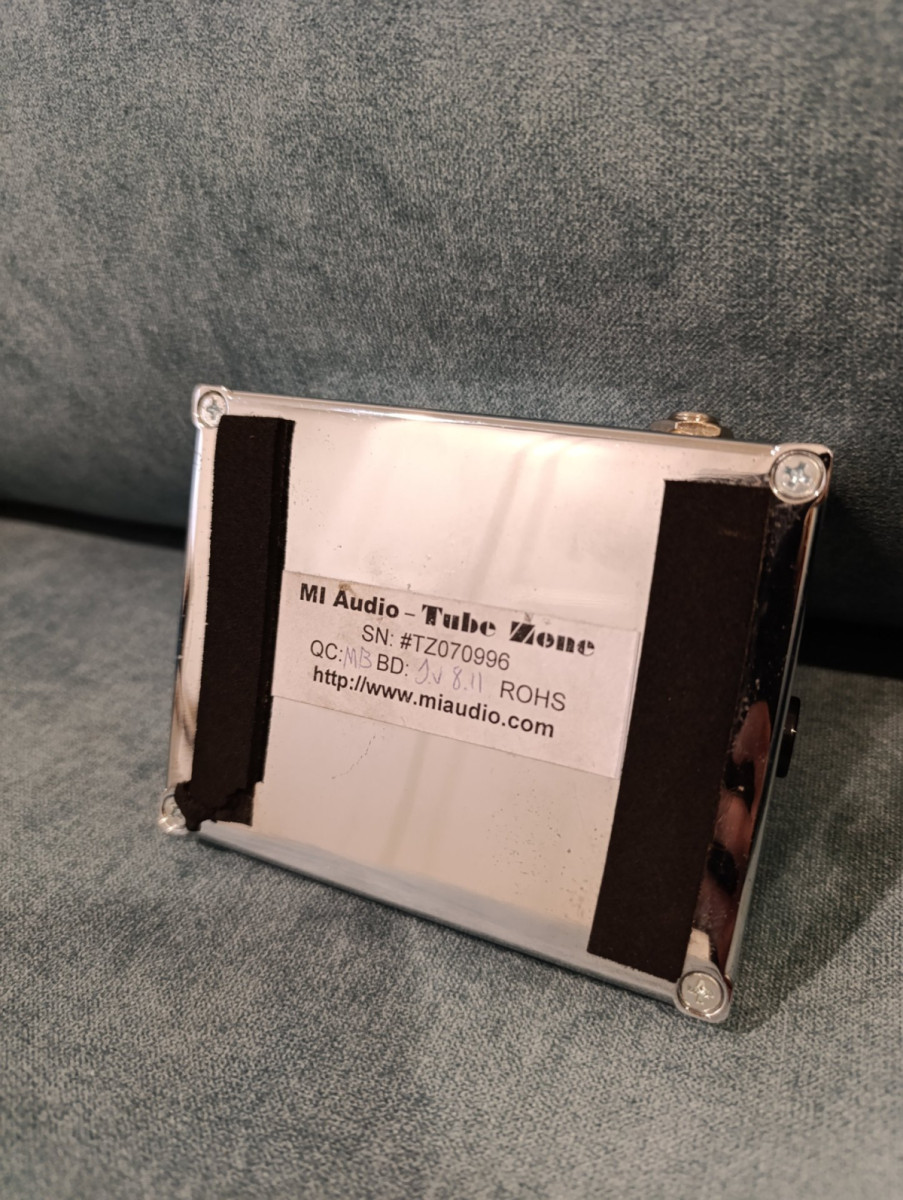 MI Audio – Tube Zone
SN: #TZ070996
QC: MB BD: 8.11 ROHS
http://www.miaudio.com